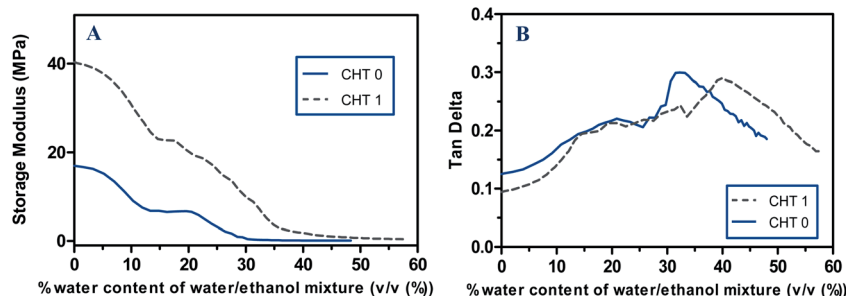 A
Storage Modulus (MPa)
40
20
0
CHT 0
CHT 1
0 10 20 30 40 50 60
%water content of water/ethanol mixture (v/v (%))
B
Tan Delta
0.4
0.3
0.2
0.1
0.0
CHT 1
CHT 0
0 10 20 30 40 50 60
%water content of water/ethanol mixture (v/v (%))